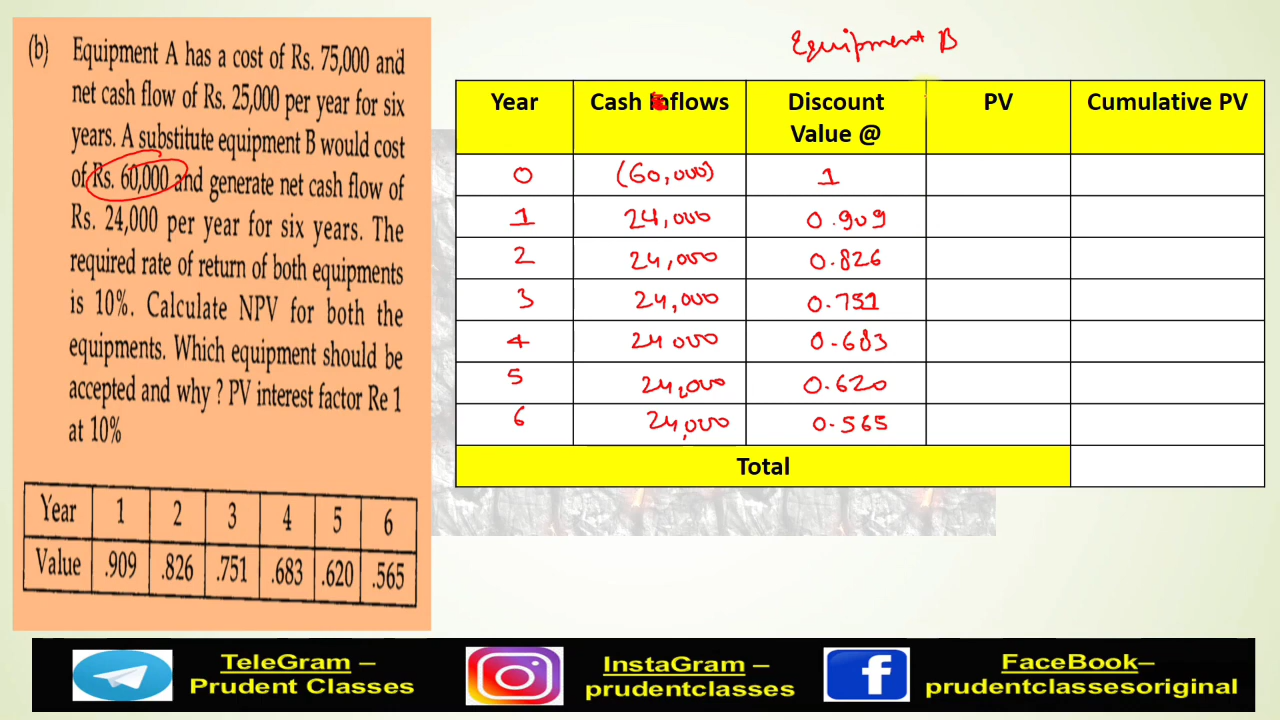 (b) Equipment A has a cost of Rs. 75,000 and
net cash flow of Rs. 25,000 per year for six
years. A substitute equipment B would cost
of Rs. 60,000 and generate net cash flow of
Rs. 24,000 per year for six years. The
required rate of return of both equipments
is 10%. Calculate NPV for both the
equipments. Which equipment should be
accepted and why ? PV interest factor Re 1
at 10%
Year 1 2 3 4 5 6
Value .909 .826 .751 .683 .620 .565
Equipment B
Year Cash Inflows Discount Value @ PV Cumulative PV
0 (60,000) 1
1 24,000 0.909
2 24,000 0.826
3 24,000 0.751
4 24000 0.683
5 24,000 0.620
6 24,000 0.565
Total
TeleGram –
Prudent Classes
InstaGram –
prudentclasses
FaceBook–
prudentclassesoriginal